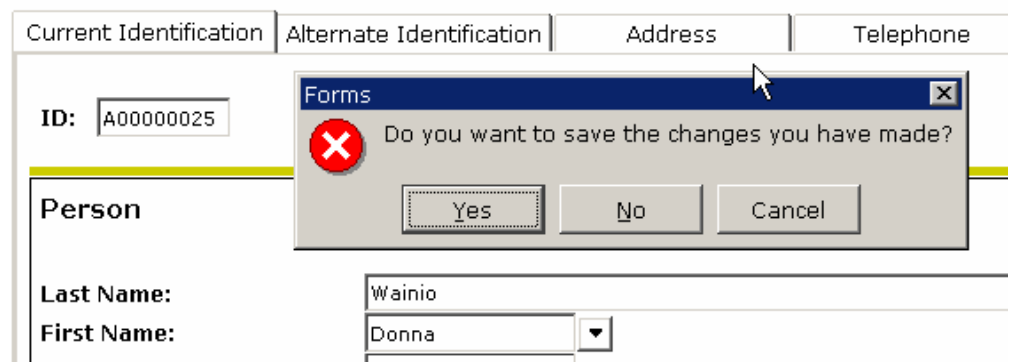 Current Identification Alternate Identification Address Telephone
Forms
ID: A00000025
Do you want to save the changes you have made?
Yes No Cancel
Person
Last Name: Wainio
First Name: Donna